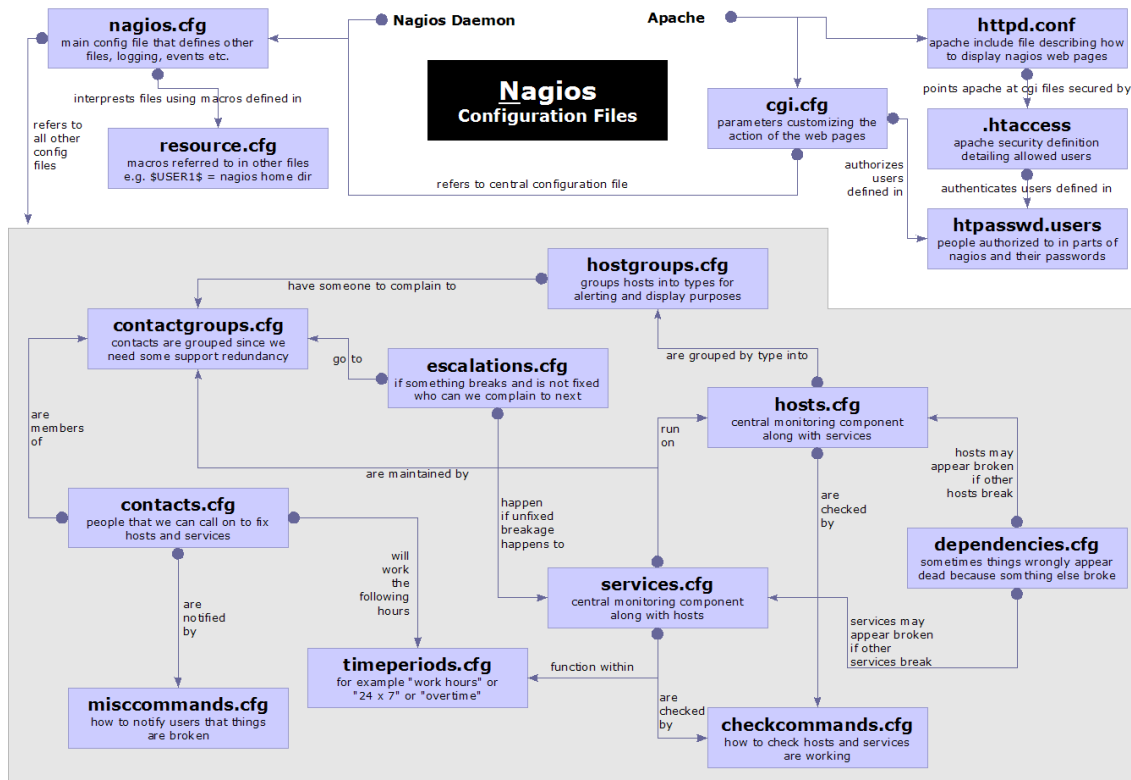 nagios.cfg
main config file that defines other
files, logging, events etc.
Nagios Daemon
Apache
httpd.conf
apache include file describing how
to display nagios web pages
Nagios
Configuration Files
interprests files using macros defined in
points apache at cgi files secured by
cgi.cfg
parameters customizing the
action of the web pages
refers to
all other
config
files
resource.cfg
macros referred to in other files
e.g. $USER1$ = nagios home dir
.htaccess
apache security definition
detailing allowed users
refers to central configuration file
authorizes
users
defined in
authenticates users defined in
htpasswd.users
people authorized to in parts of
nagios and their passwords
hostgroups.cfg
groups hosts into types for
alerting and display purposes
have someone to complain to
contactgroups.cfg
contacts are grouped since we
need some support redundancy
go to
escalations.cfg
if something breaks and is not fixed
who can we complain to next
are grouped by type into
hosts.cfg
central monitoring component
along with services
are
members
of
run
on
are maintained by
hosts may
appear broken
if other
hosts break
contacts.cfg
people that we can call on to fix
hosts and services
happen
if unfixed
breakage
happens to
are
checked
by
dependencies.cfg
sometimes things wrongly appear
dead because somthing else broke
will
work
the
following
hours
services.cfg
central monitoring component
along with hosts
are
notified
by
services may
appear broken
if other
services break
timeperiods.cfg
for example "work hours" or
"24 x 7" or "overtime"
function within
are
checked
by
misccommands.cfg
how to notify users that things
are broken
checkcommands.cfg
how to check hosts and services
are working